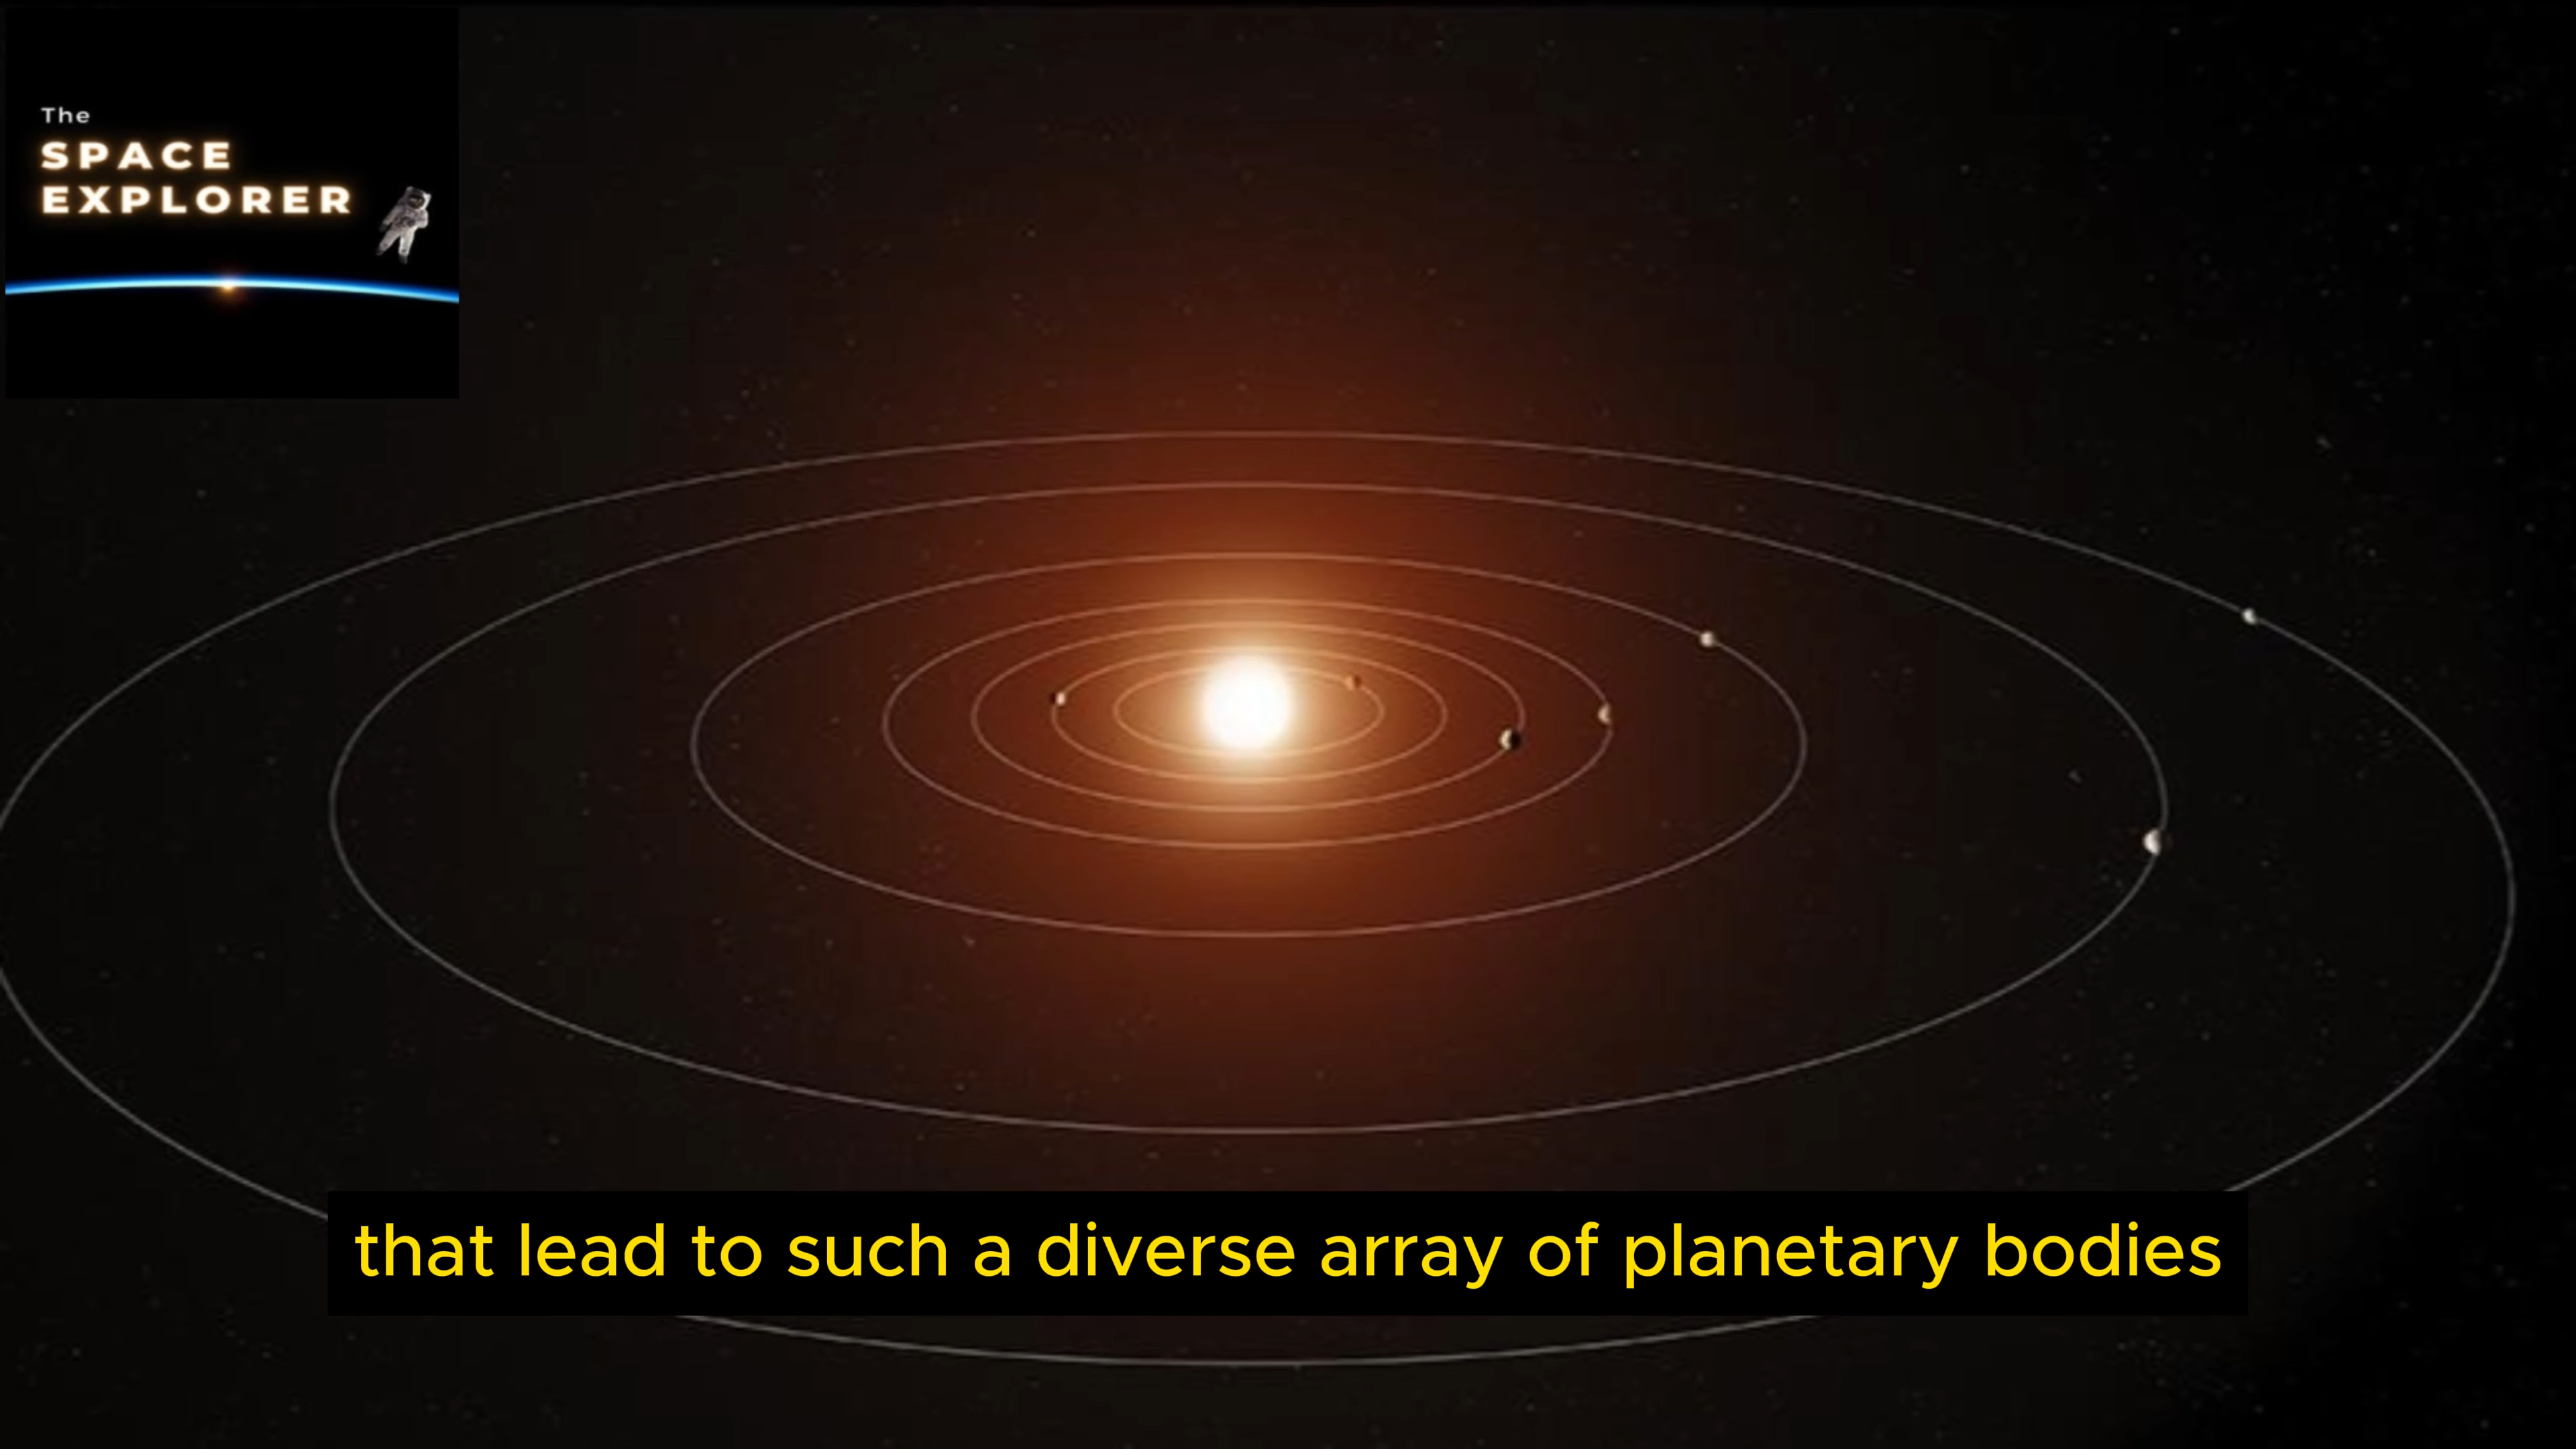 The
SPACE
EXPLORER
that lead to such a diverse array of planetary bodies